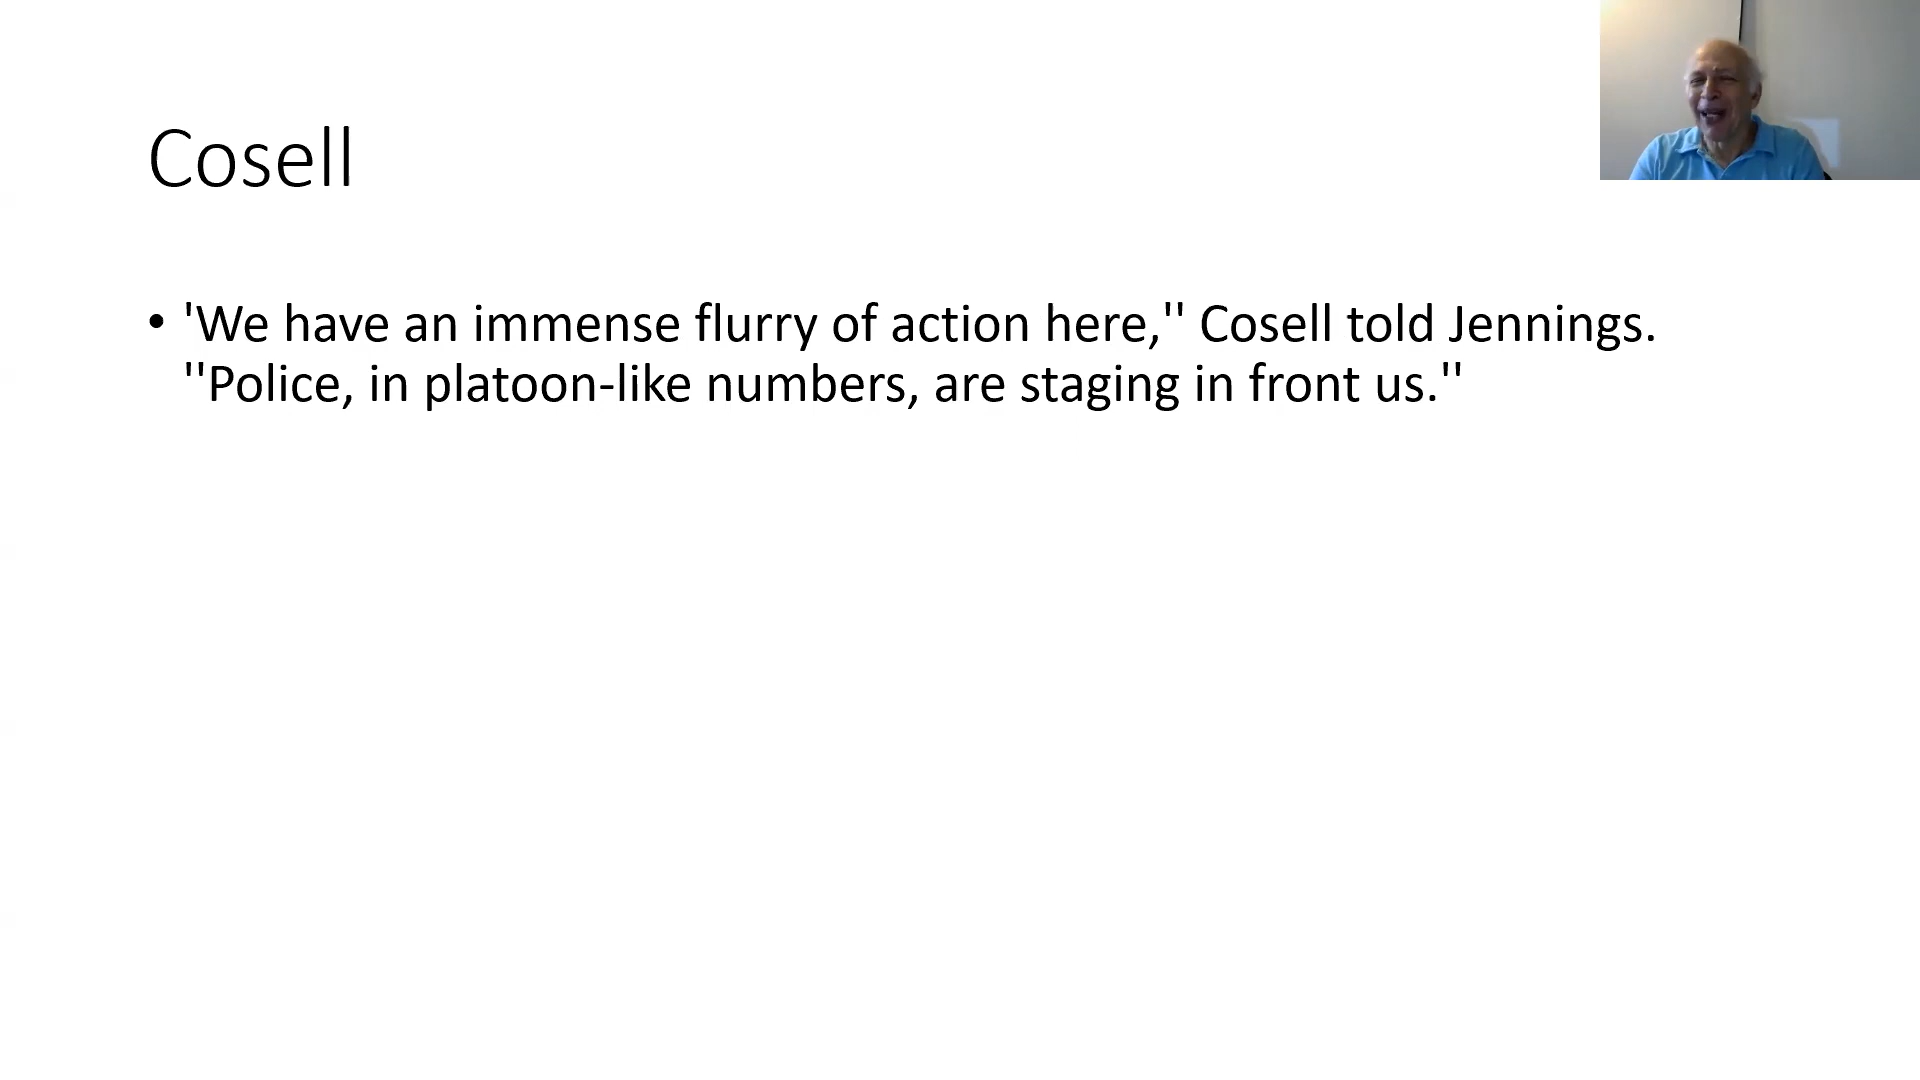 Cosell
• 'We have an immense flurry of action here,'' Cosell told Jennings.
''Police, in platoon-like numbers, are staging in front us.''